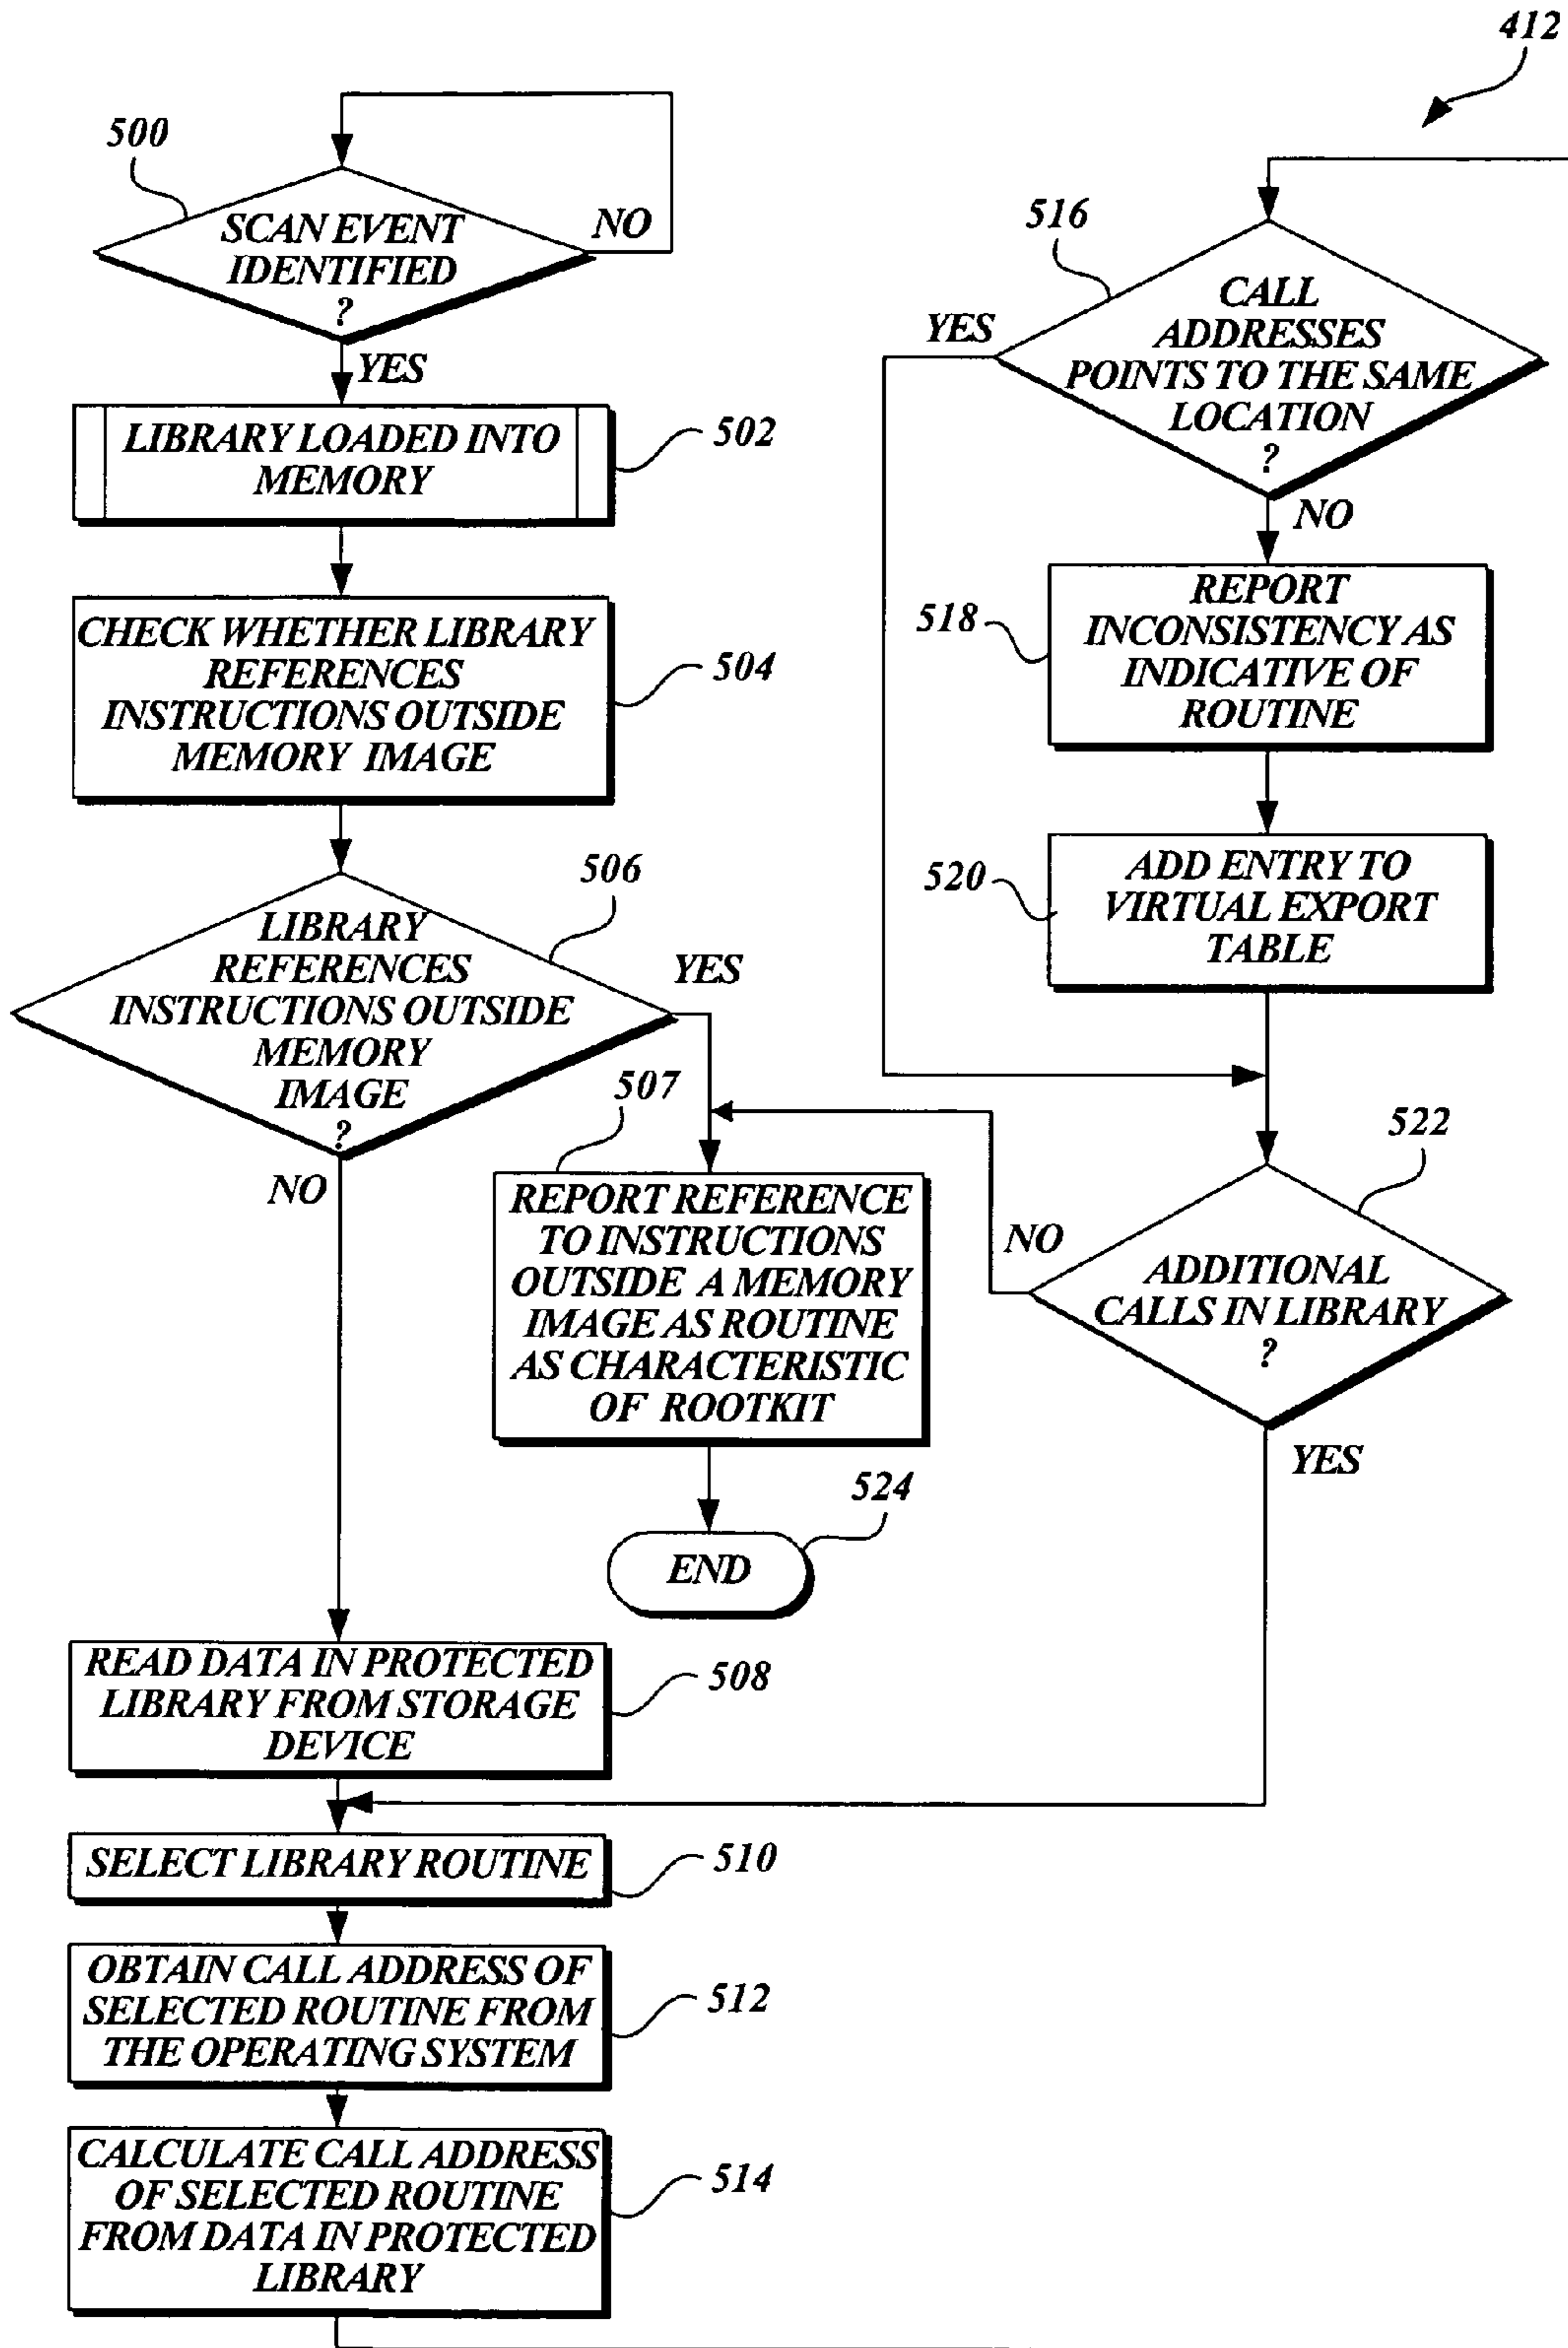 412
500
SCAN EVENT
IDENTIFIED
?
NO
YES
LIBRARY LOADED INTO
MEMORY
502
CHECK WHETHER LIBRARY
REFERENCES
INSTRUCTIONS OUTSIDE
MEMORY IMAGE
504
506
LIBRARY
REFERENCES
INSTRUCTIONS OUTSIDE
MEMORY
IMAGE
?
YES
NO
507
REPORT REFERENCE
TO INSTRUCTIONS
OUTSIDE A MEMORY
IMAGE AS ROUTINE
AS CHARACTERISTIC
OF ROOTKIT
524
END
READ DATA IN PROTECTED
LIBRARY FROM STORAGE
DEVICE
508
SELECT LIBRARY ROUTINE
510
OBTAIN CALL ADDRESS OF
SELECTED ROUTINE FROM
THE OPERATING SYSTEM
512
CALCULATE CALL ADDRESS
OF SELECTED ROUTINE
FROM DATA IN PROTECTED
LIBRARY
514
516
CALL
ADDRESSES
POINTS TO THE SAME
LOCATION
?
YES
NO
REPORT
INCONSISTENCY AS
INDICATIVE OF
ROUTINE
518
ADD ENTRY TO
VIRTUAL EXPORT
TABLE
520
522
ADDITIONAL
CALLS IN LIBRARY
?
NO
YES